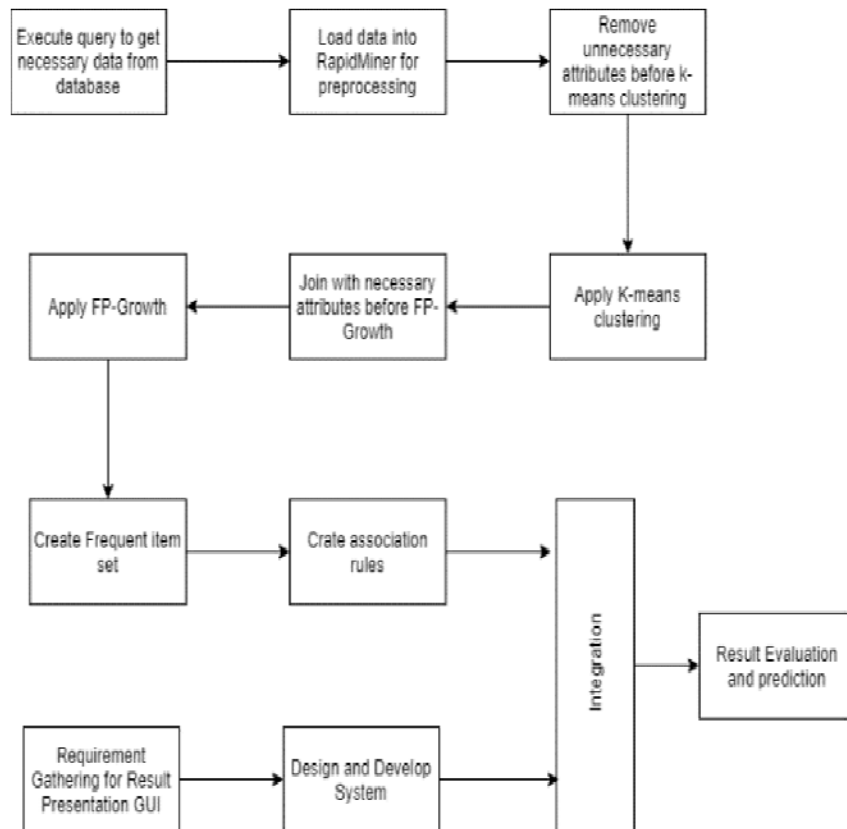 Execute query to get
necessary data from
database
Load data into
RapidMiner for
preprocessing
Remove
unnecessary
attributes before k-
means clustering
Apply FP-Growth
Join with necessary
attributes before FP-
Growth
Apply K-means
clustering
Create Frequent item
set
Crate association
rules
Integration
Result Evaluation
and prediction
Requirement
Gathering for Result
Presentation GUI
Design and Develop
System